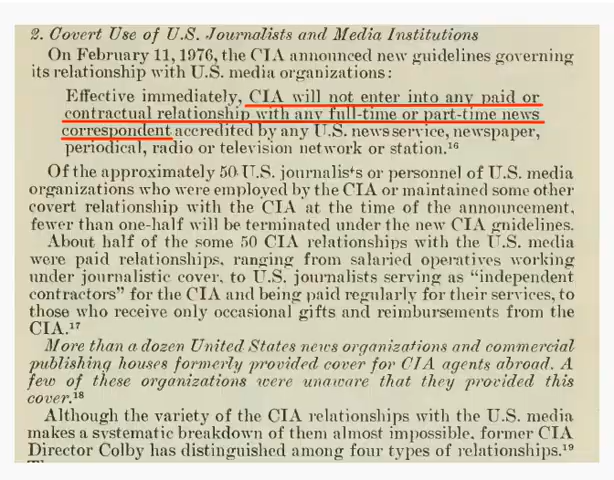 2. Covert Use of U.S. Journalists and Media Institutions
On February 11, 1976, the CIA announced new guidelines governing
its relationship with U.S. media organizations:
Effective immediately, CIA will not enter into any paid or
contractual relationship with any full-time or part-time news
correspondent accredited by any U.S. news service, newspaper,
periodical, radio or television network or station.¹⁶
Of the approximately 50 U.S. journalists or personnel of U.S. media
organizations who were employed by the CIA or maintained some other
covert relationship with the CIA at the time of the announcement,
fewer than one-half will be terminated under the new CIA guidelines.
About half of the some 50 CIA relationships with the U.S. media
were paid relationships, ranging from salaried operatives working
under journalistic cover, to U.S. journalists serving as "independent
contractors" for the CIA and being paid regularly for their services, to
those who receive only occasional gifts and reimbursements from the
CIA.¹⁷
More than a dozen United States news organizations and commercial
publishing houses formerly provided cover for CIA agents abroad. A
few of these organizations were unaware that they provided this
cover.¹⁸
Although the variety of the CIA relationships with the U.S. media
makes a systematic breakdown of them almost impossible, former CIA
Director Colby has distinguished among four types of relationships.¹⁹